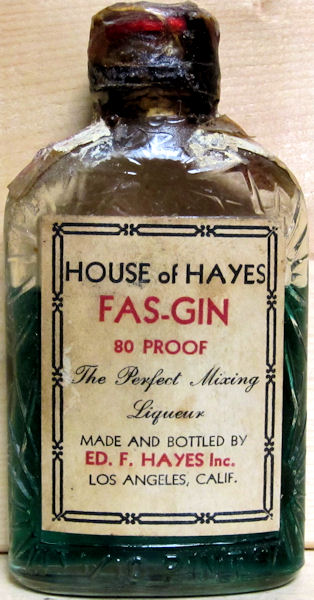 HOUSE of HAYES
FAS-GIN
80 PROOF
The Perfect Mixing
Liqueur
MADE AND BOTTLED BY
ED. F. HAYES Inc.
LOS ANGELES, CALIF.